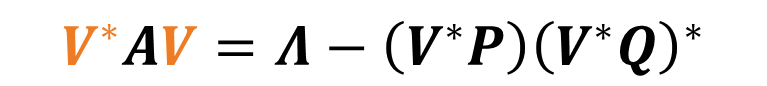 V*AV = Λ − (V*P)(V*Q)*